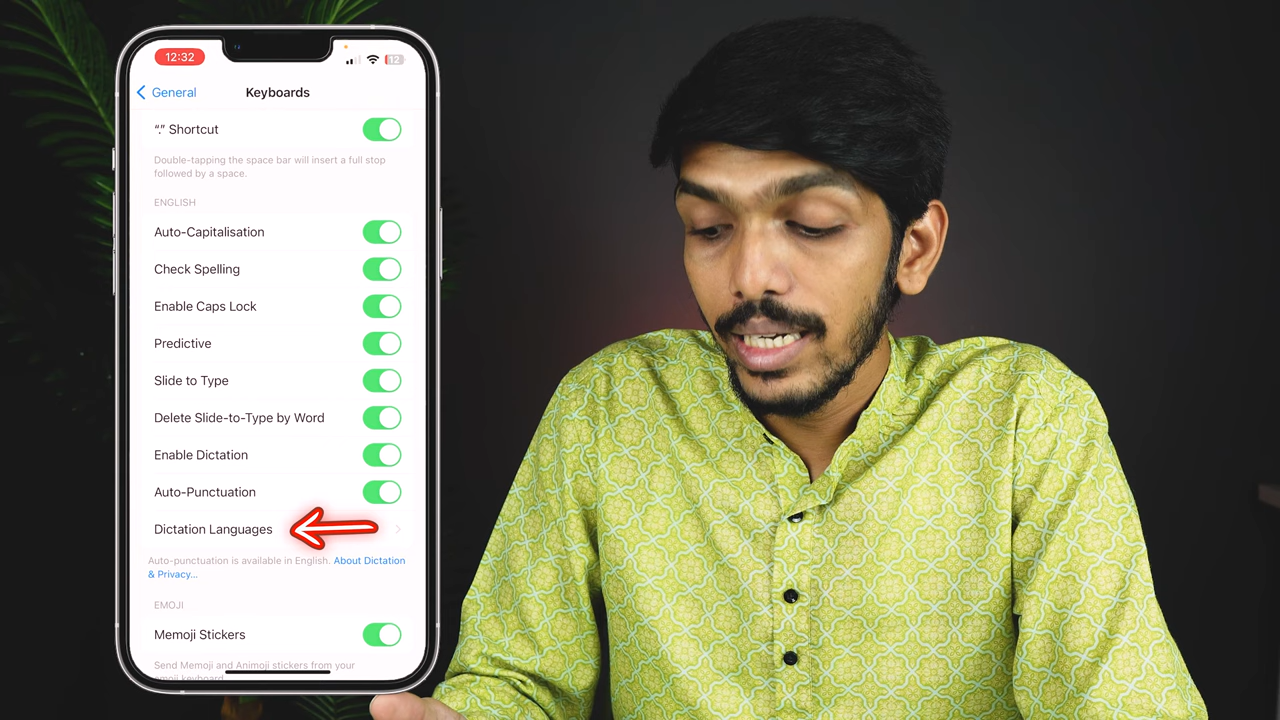 12:32
12
General
Keyboards
“.” Shortcut
Double-tapping the space bar will insert a full stop
followed by a space.
ENGLISH
Auto-Capitalisation
Check Spelling
Enable Caps Lock
Predictive
Slide to Type
Delete Slide-to-Type by Word
Enable Dictation
Auto-Punctuation
Dictation Languages
Auto-punctuation is available in English. About Dictation
& Privacy...
EMOJI
Memoji Stickers
Send Memoji and Animoji stickers from your
emoji keyboard.